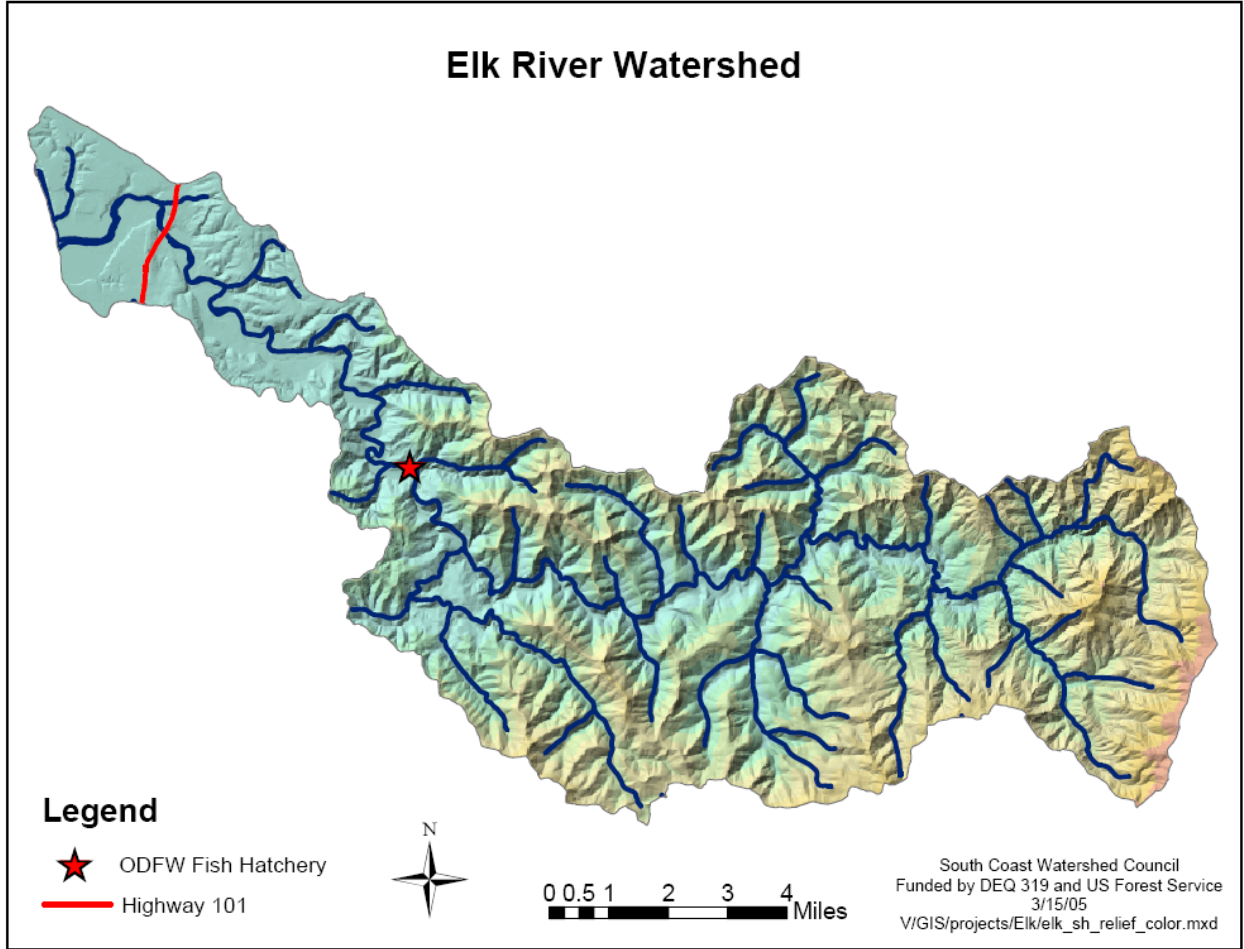 Elk River Watershed
Legend
ODFW Fish Hatchery
Highway 101
N
0 0.5 1 2 3 4
Miles
South Coast Watershed Council
Funded by DEQ 319 and US Forest Service
3/15/05
V/GIS/projects/Elk/elk_sh_relief_color.mxd